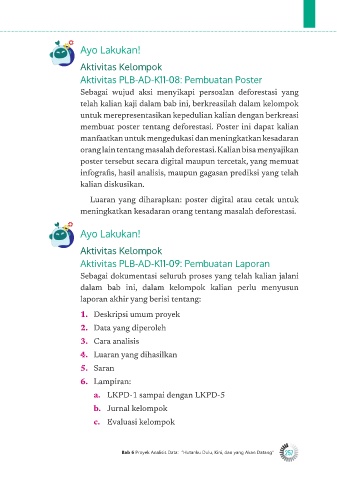 Ayo Lakukan!
Aktivitas Kelompok
Aktivitas PLB-AD-K11-08: Pembuatan Poster
Sebagai wujud aksi menyikapi persoalan deforestasi yang
telah kalian kaji dalam bab ini, berkreasilah dalam kelompok
untuk merepresentasikan kepedulian kalian dengan berkreasi
membuat poster tentang deforestasi. Poster ini dapat kalian
manfaatkan untuk mengedukasi dan meningkatkan kesadaran
orang lain tentang masalah deforestasi. Kalian bisa menyajikan
poster tersebut secara digital maupun tercetak, yang memuat
infografis, hasil analisis, maupun gagasan prediksi yang telah
kalian diskusikan.
Luaran yang diharapkan: poster digital atau cetak untuk
meningkatkan kesadaran orang tentang masalah deforestasi.
Ayo Lakukan!
Aktivitas Kelompok
Aktivitas PLB-AD-K11-09: Pembuatan Laporan
Sebagai dokumentasi seluruh proses yang telah kalian jalani
dalam bab ini, dalam kelompok kalian perlu menyusun
laporan akhir yang berisi tentang:
1. Deskripsi umum proyek
2. Data yang diperoleh
3. Cara analisis
4. Luaran yang dihasilkan
5. Saran
6. Lampiran:
a. LKPD-1 sampai dengan LKPD-5
b. Jurnal kelompok
c. Evaluasi kelompok
Bab 6 Proyek Analisis Data: "Hutanku Dulu, Kini, dan yang Akan Datang"